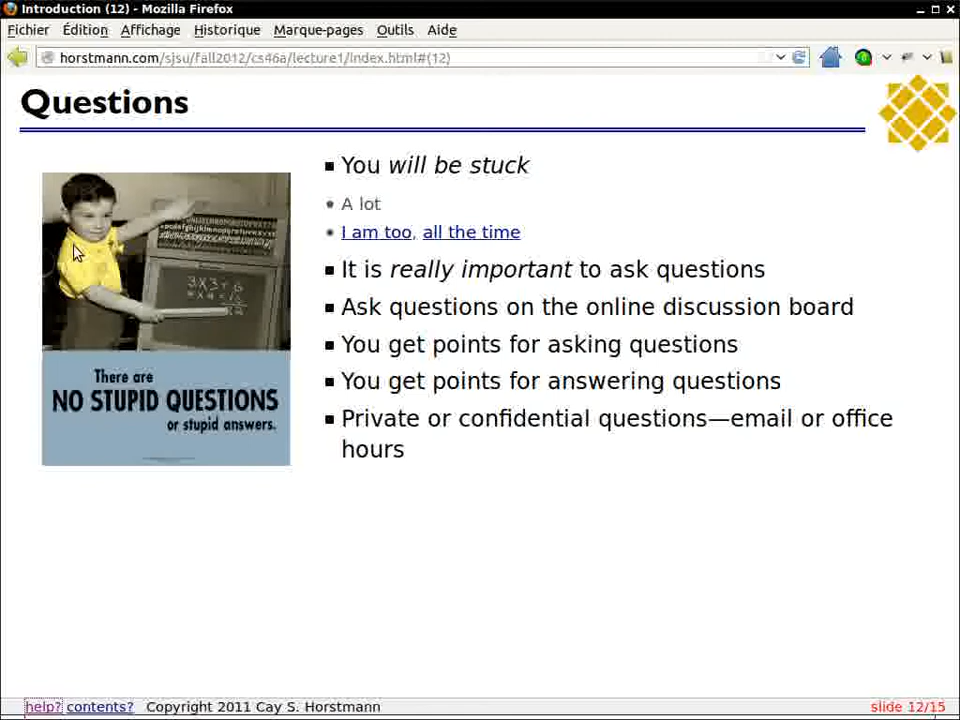 Introduction (12) - Mozilla Firefox
Fichier Édition Affichage Historique Marque-pages Outils Aide
horstmann.com/sjsu/fall2012/cs46a/lecture1/index.html#(12)
Questions
You will be stuck
A lot
I am too, all the time
It is really important to ask questions
Ask questions on the online discussion board
You get points for asking questions
You get points for answering questions
Private or confidential questions—email or office
hours
There are
NO STUPID QUESTIONS
or stupid answers.
help? contents? Copyright 2011 Cay S. Horstmann
slide 12/15